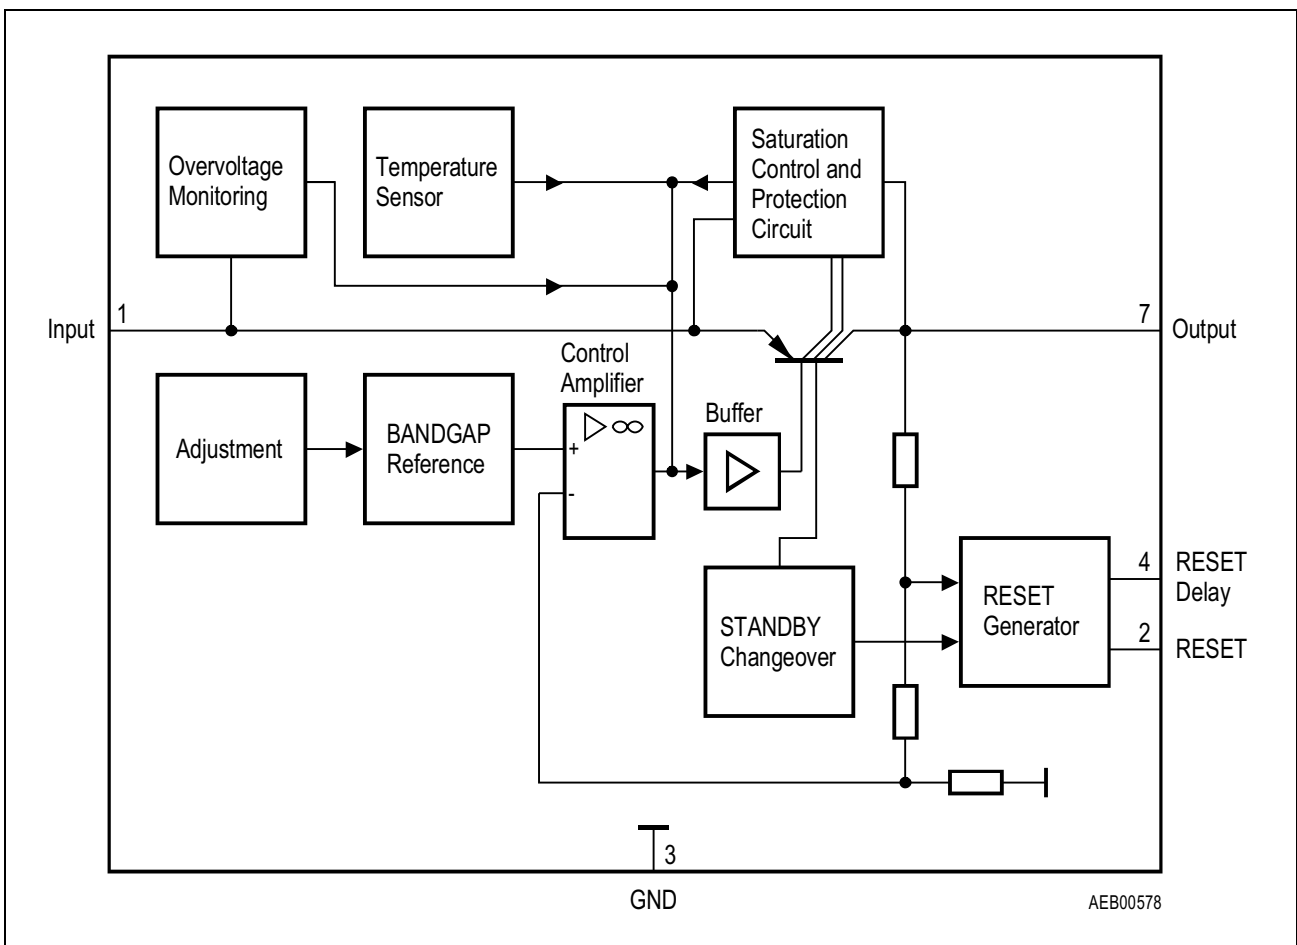 Overvoltage
Monitoring
Temperature
Sensor
Saturation
Control and
Protection
Circuit
Input
1
7
Output
Control
Amplifier
Adjustment
BANDGAP
Reference
+
-
Buffer
STANDBY
Changeover
RESET
Generator
4
RESET
Delay
2
RESET
3
GND
AEB00578